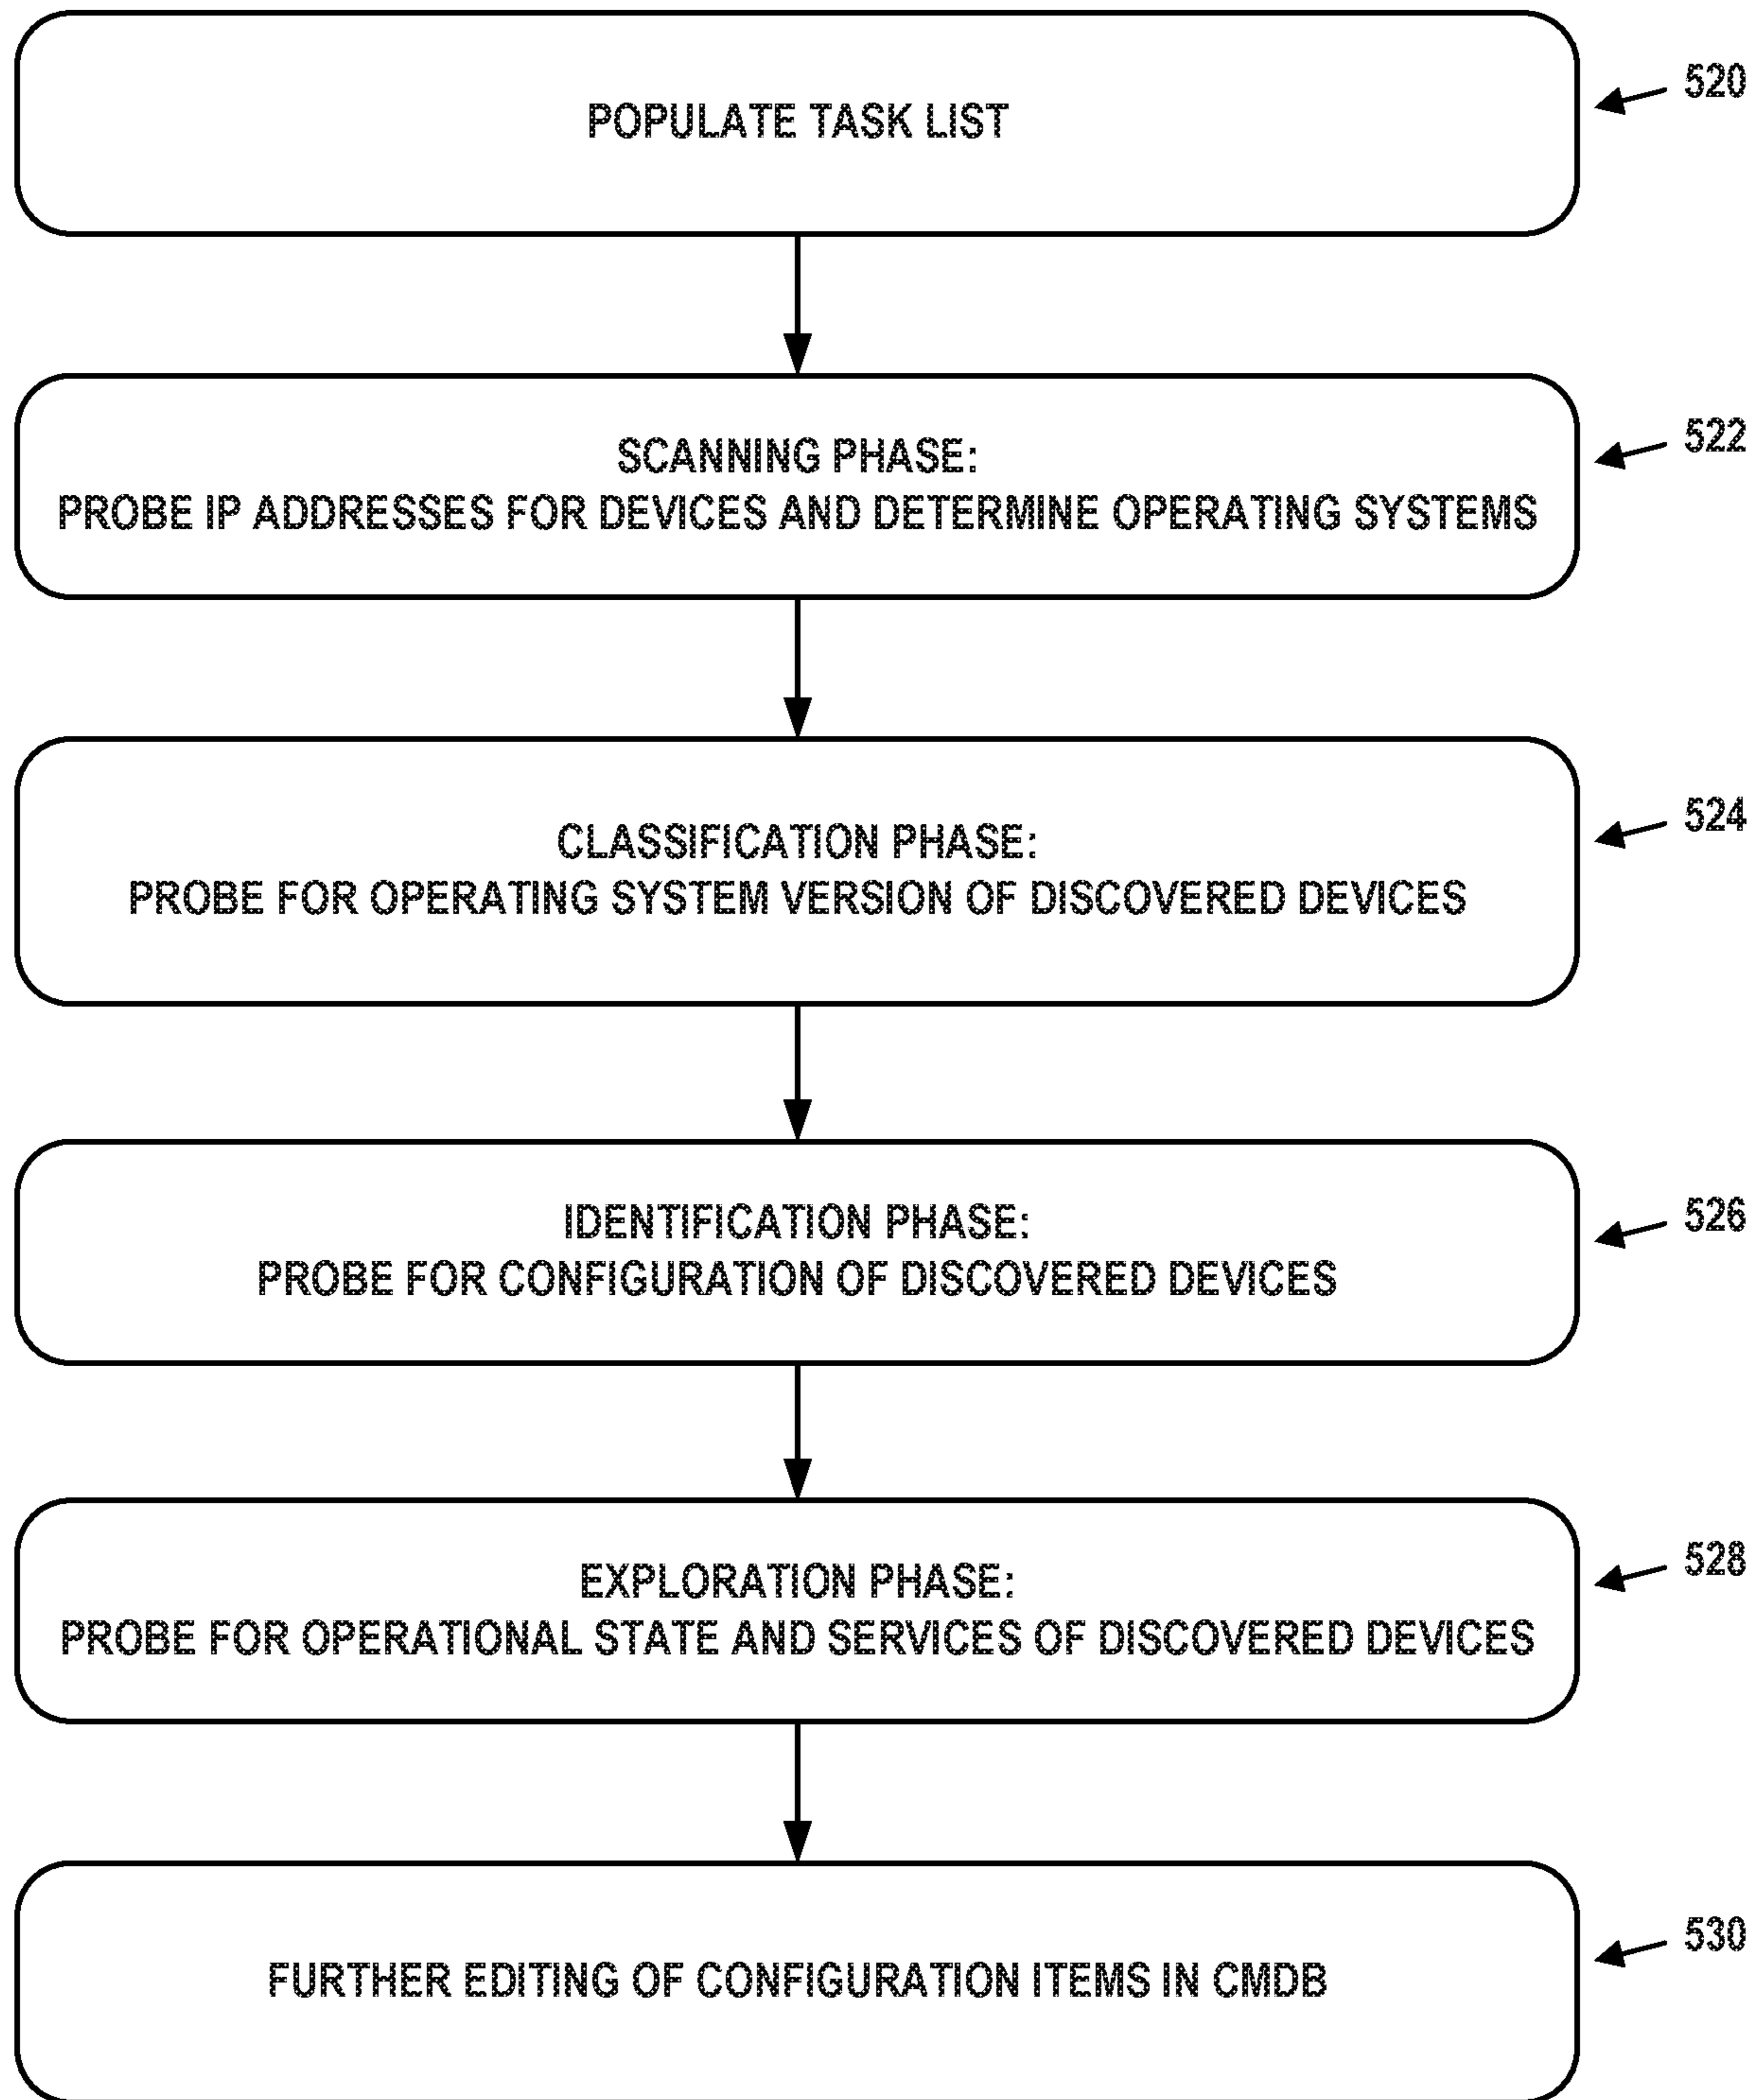 POPULATE TASK LIST
520
SCANNING PHASE:
PROBE IP ADDRESSES FOR DEVICES AND DETERMINE OPERATING SYSTEMS
522
CLASSIFICATION PHASE:
PROBE FOR OPERATING SYSTEM VERSION OF DISCOVERED DEVICES
524
IDENTIFICATION PHASE:
PROBE FOR CONFIGURATION OF DISCOVERED DEVICES
526
EXPLORATION PHASE:
PROBE FOR OPERATIONAL STATE AND SERVICES OF DISCOVERED DEVICES
528
FURTHER EDITING OF CONFIGURATION ITEMS IN CMDB
530